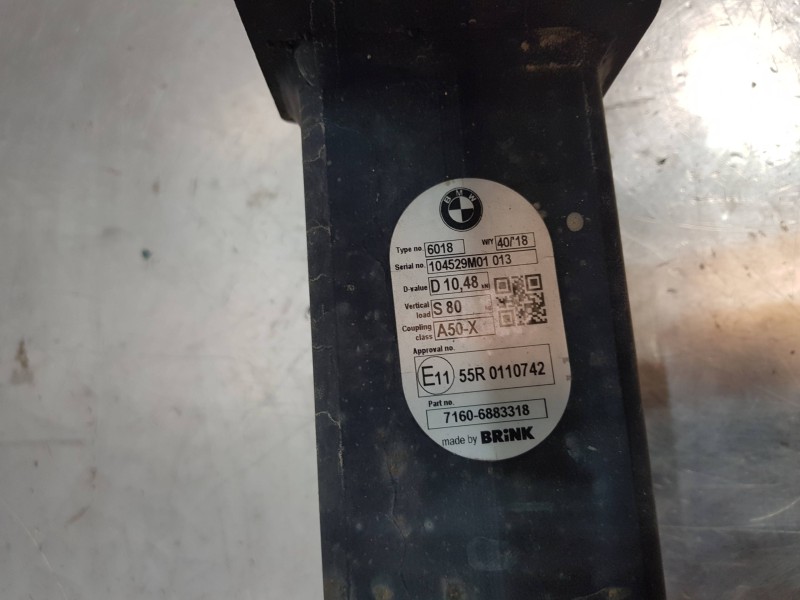 BMW
Type no. 6018 W/Y 40/'18
Serial no. 104529M01 013
D-value D 10,48 kN
Vertical load S 80
Coupling class A50-X
Approval no.
E11 55R 0110742
Part no.
7160-6883318
made by BRINK